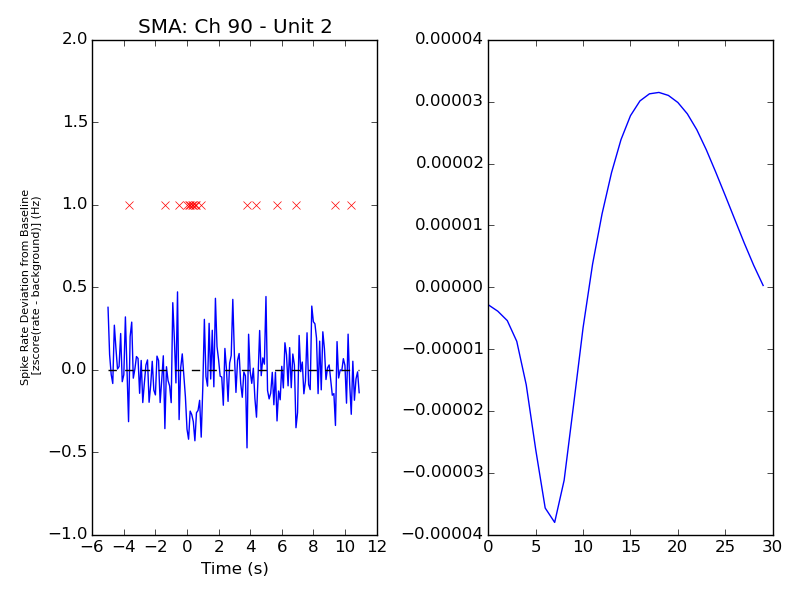 SMA: Ch 90 - Unit 2
2.0
1.5
1.0
0.5
0.0
−0.5
−1.0
−6 −4 −2 0 2 4 6 8 10 12
Time (s)
Spike Rate Deviation from Baseline
[zscore(rate - background)] (Hz)
0.00004
0.00003
0.00002
0.00001
0.00000
−0.00001
−0.00002
−0.00003
−0.00004
0 5 10 15 20 25 30